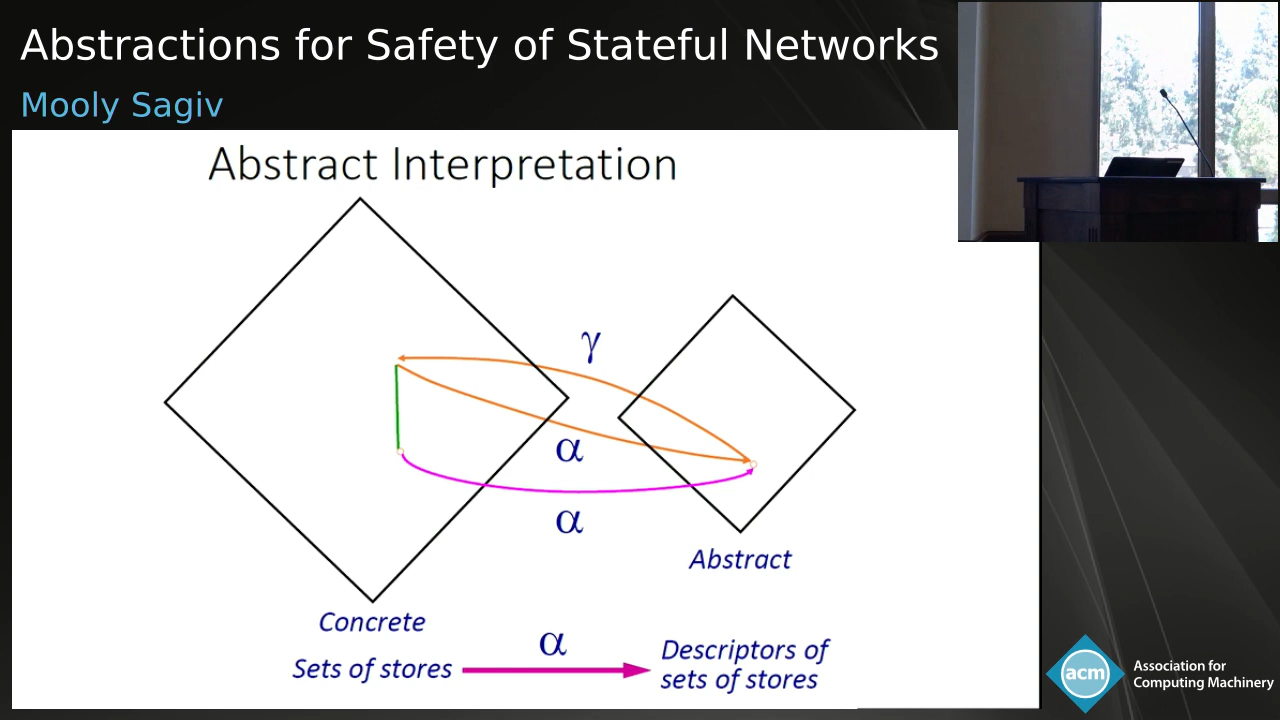 Abstractions for Safety of Stateful Networks
Mooly Sagiv
Abstract Interpretation
γ
α
α
Abstract
Concrete
α
Sets of stores
Descriptors of
sets of stores
acm
Association for
Computing Machinery